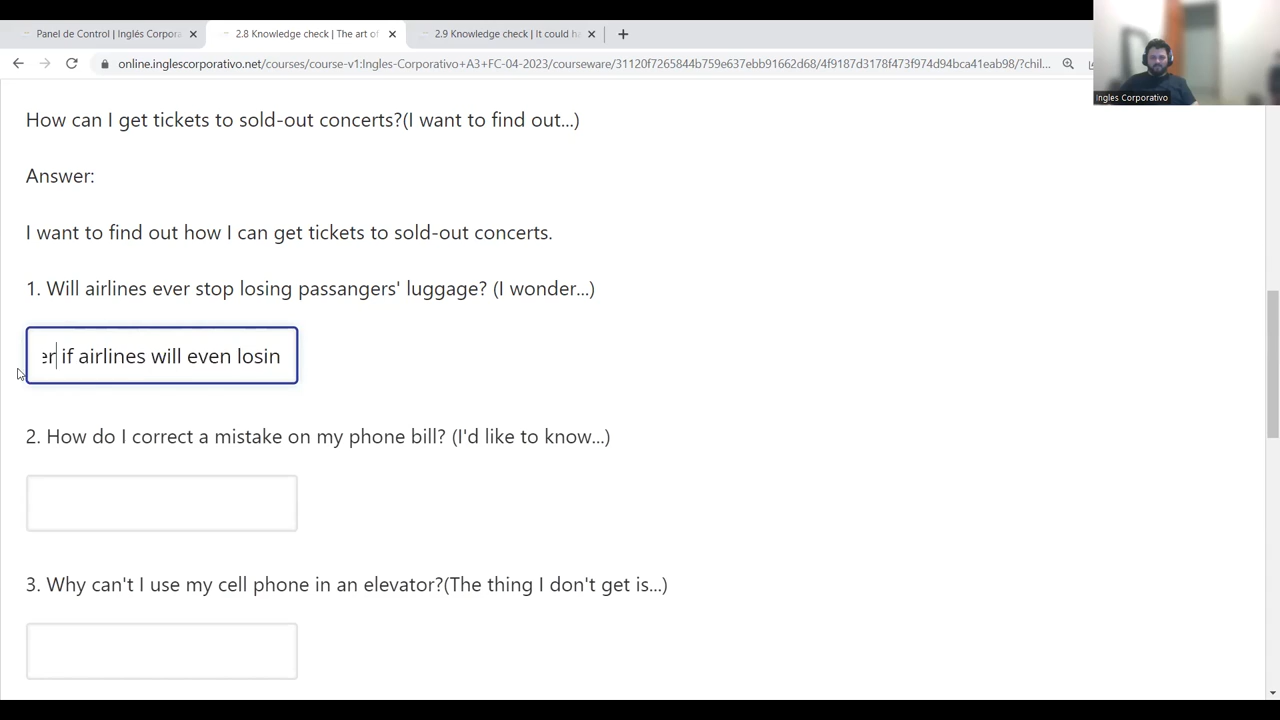 Panel de Control | Inglés Corpora
2.8 Knowledge check | The art of
2.9 Knowledge check | It could ha
online.inglescorporativo.net/courses/course-v1:Ingles-Corporativo+A3+FC-04-2023/courseware/31120f7265844b759e637ebb91662d68/4f9187d3178f473f974d94bca41eab98/?chil...
Ingles Corporativo
How can I get tickets to sold-out concerts?(I want to find out...)
Answer:
I want to find out how I can get tickets to sold-out concerts.
1. Will airlines ever stop losing passangers' luggage? (I wonder...)
er if airlines will even losin
2. How do I correct a mistake on my phone bill? (I'd like to know...)
3. Why can't I use my cell phone in an elevator?(The thing I don't get is...)